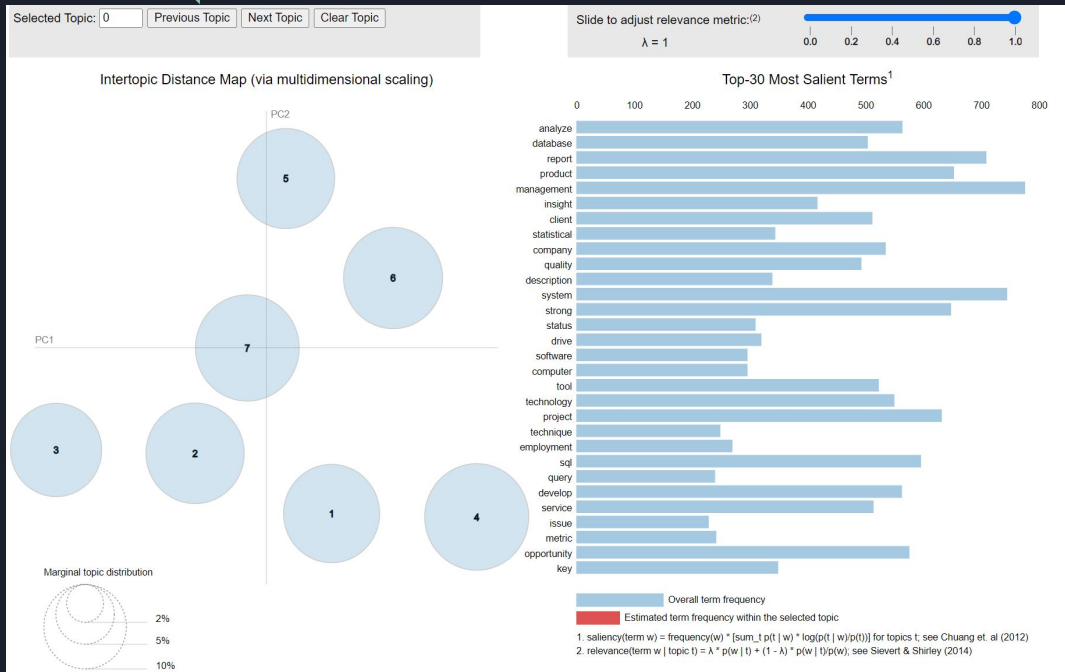 Selected Topic: 0 Previous Topic Next Topic Clear Topic
Slide to adjust relevance metric:(2)
λ = 1
0.0 0.2 0.4 0.6 0.8 1.0
Intertopic Distance Map (via multidimensional scaling)
PC2
PC1
5
6
7
3
2
1
4
Marginal topic distribution
2%
5%
10%
Top-30 Most Salient Terms1
0 100 200 300 400 500 600 700 800
analyze
database
report
product
management
insight
client
statistical
company
quality
description
system
strong
status
drive
software
computer
tool
technology
project
technique
employment
sql
query
develop
service
issue
metric
opportunity
key
Overall term frequency
Estimated term frequency within the selected topic
1. saliency(term w) = frequency(w) * [sum_t p(t | w) * log(p(t | w)/p(t))] for topics t; see Chuang et. al (2012)
2. relevance(term w | topic t) = λ * p(w | t) + (1 - λ) * p(w | t)/p(w); see Sievert & Shirley (2014)